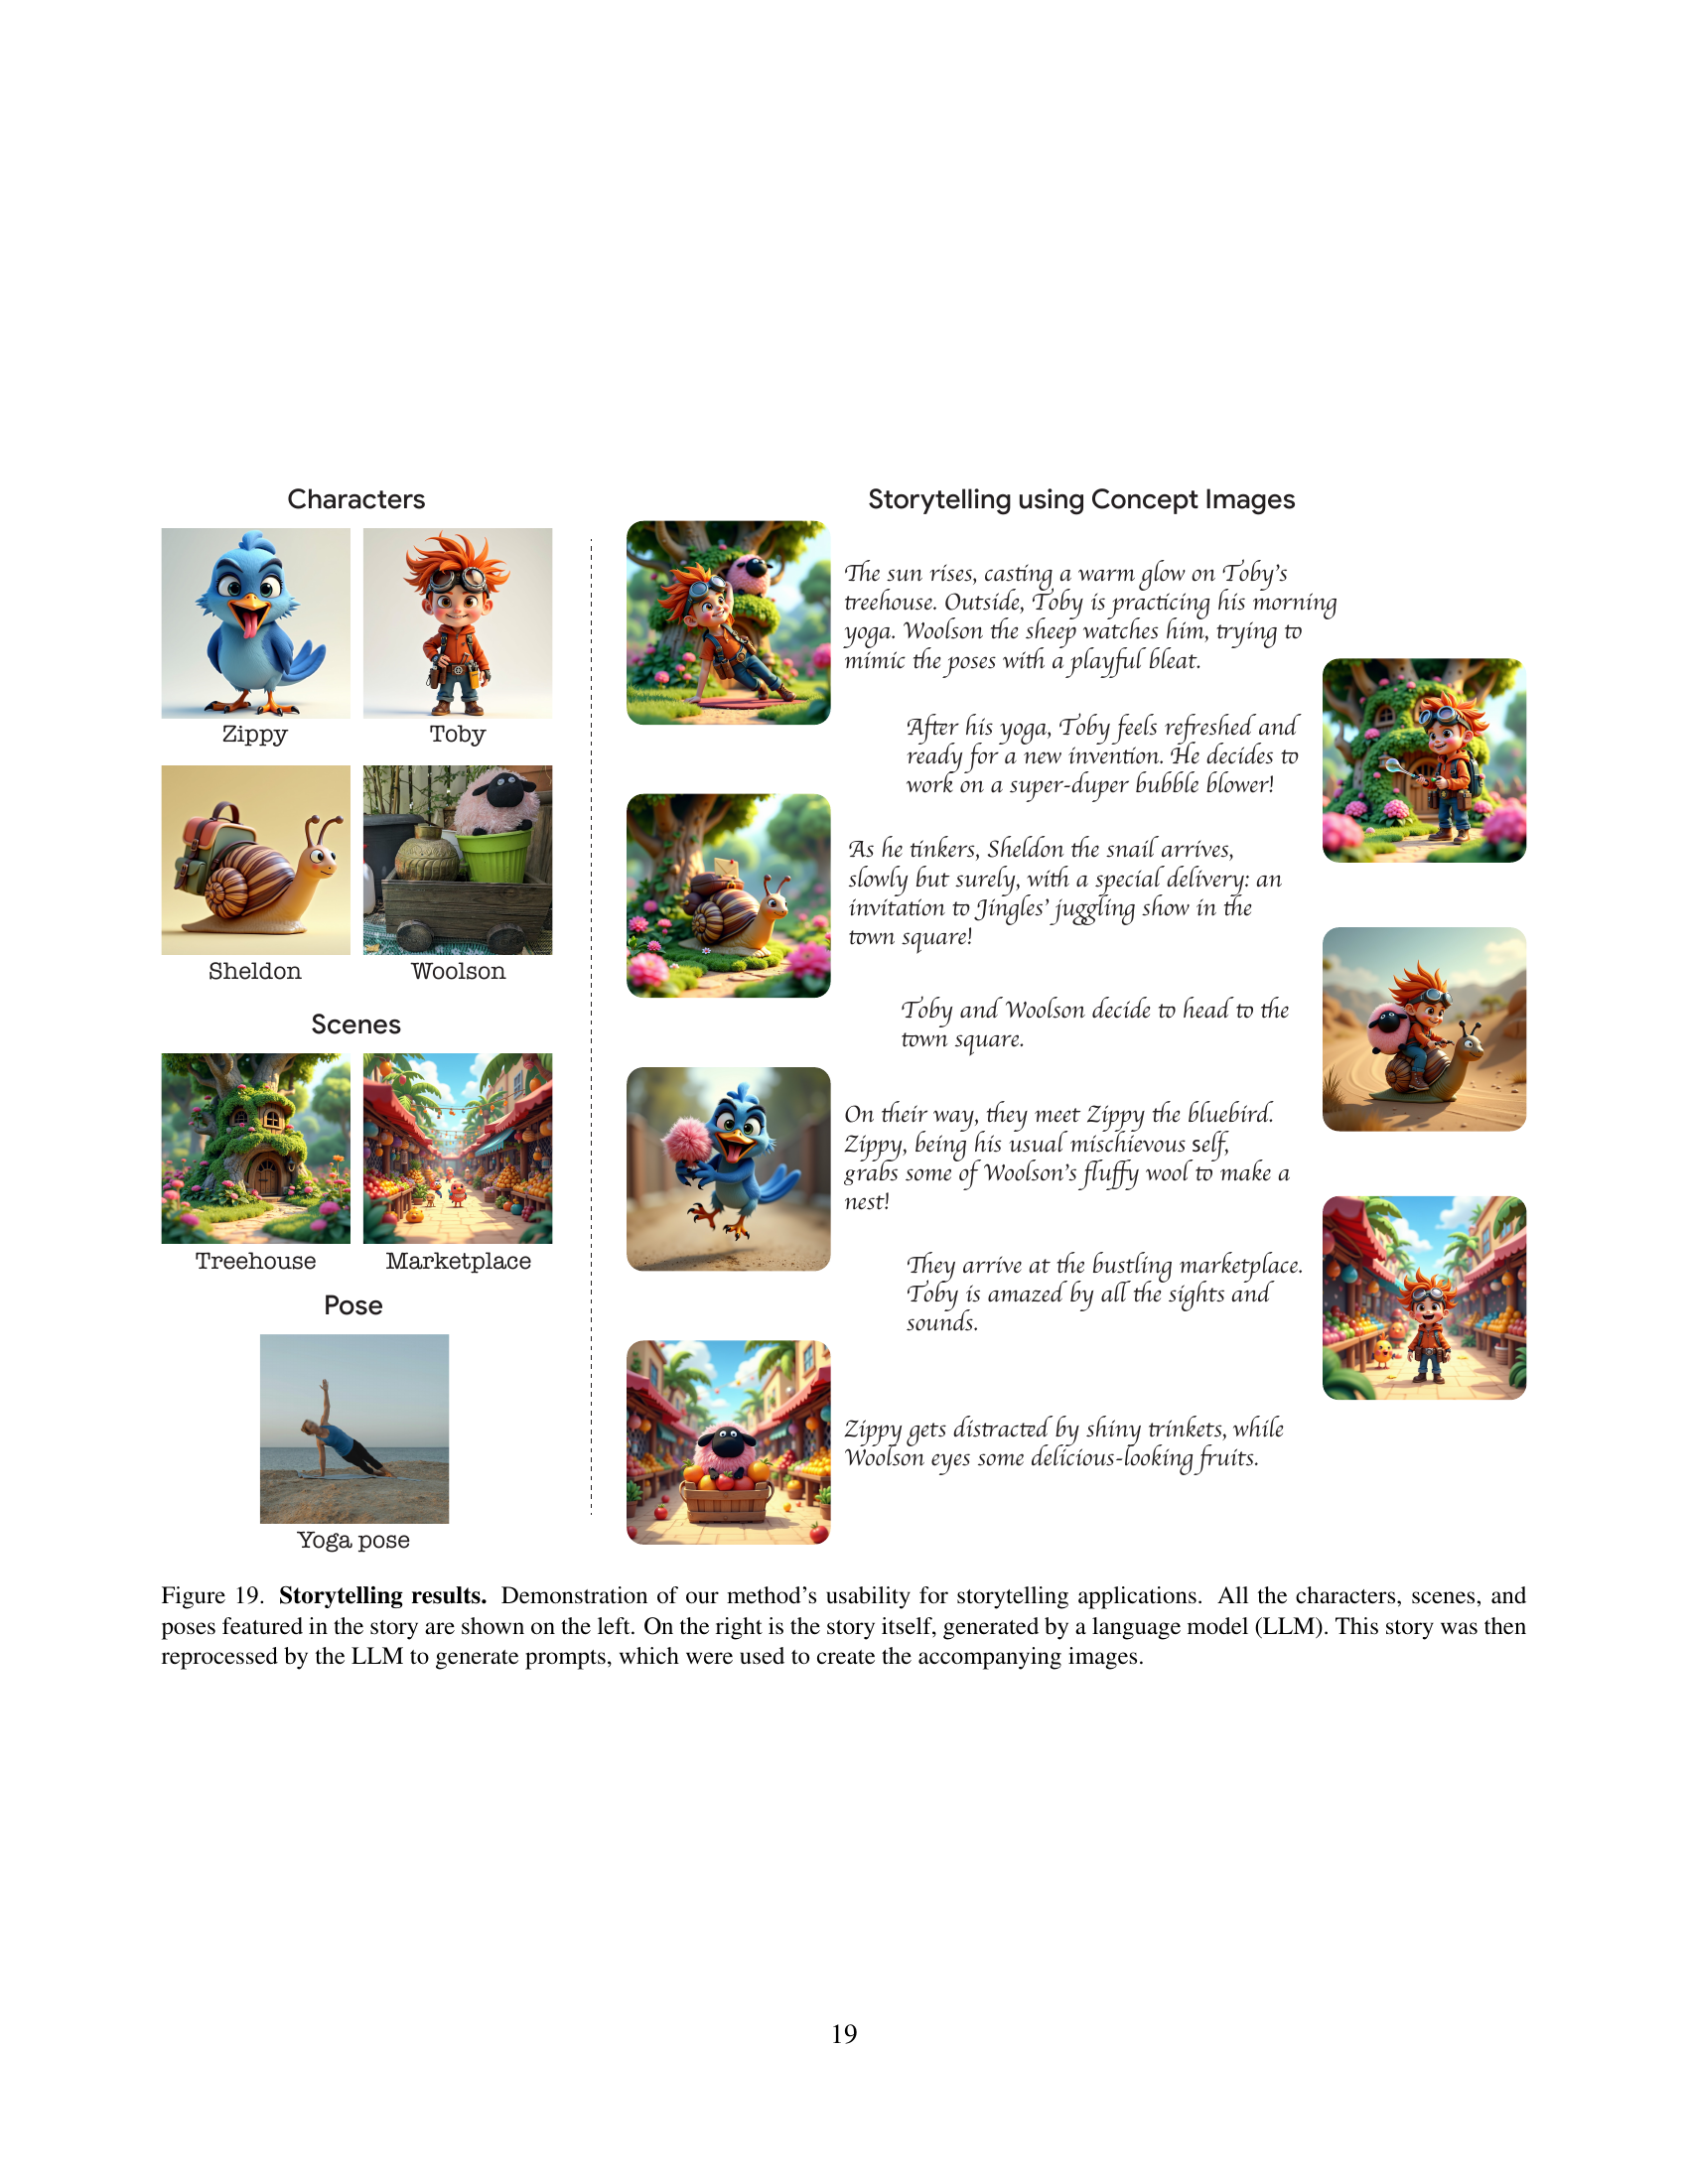 Characters
Zippy
Toby
Sheldon
Woolson
Scenes
Treehouse
Marketplace
Pose
Yoga pose
Storytelling using Concept Images
The sun rises, casting a warm glow on Toby's
treehouse. Outside, Toby is practicing his morning
yoga. Woolson the sheep watches him, trying to
mimic the poses with a playful bleat.
After his yoga, Toby feels refreshed and
ready for a new invention. He decides to
work on a super-duper bubble blower!
As he tinkers, Sheldon the snail arrives,
slowly but surely, with a special delivery: an
invitation to Jingles' juggling show in the
town square!
Toby and Woolson decide to head to the
town square.
On their way, they meet Zippy the bluebird.
Zippy, being his usual mischievous self,
grabs some of Woolson's fluffy wool to make a
nest!
They arrive at the bustling marketplace.
Toby is amazed by all the sights and
sounds.
Zippy gets distracted by shiny trinkets, while
Woolson eyes some delicious-looking fruits.
Figure 19. Storytelling results. Demonstration of our method's usability for storytelling applications. All the characters, scenes, and
poses featured in the story are shown on the left. On the right is the story itself, generated by a language model (LLM). This story was then
reprocessed by the LLM to generate prompts, which were used to create the accompanying images.
19